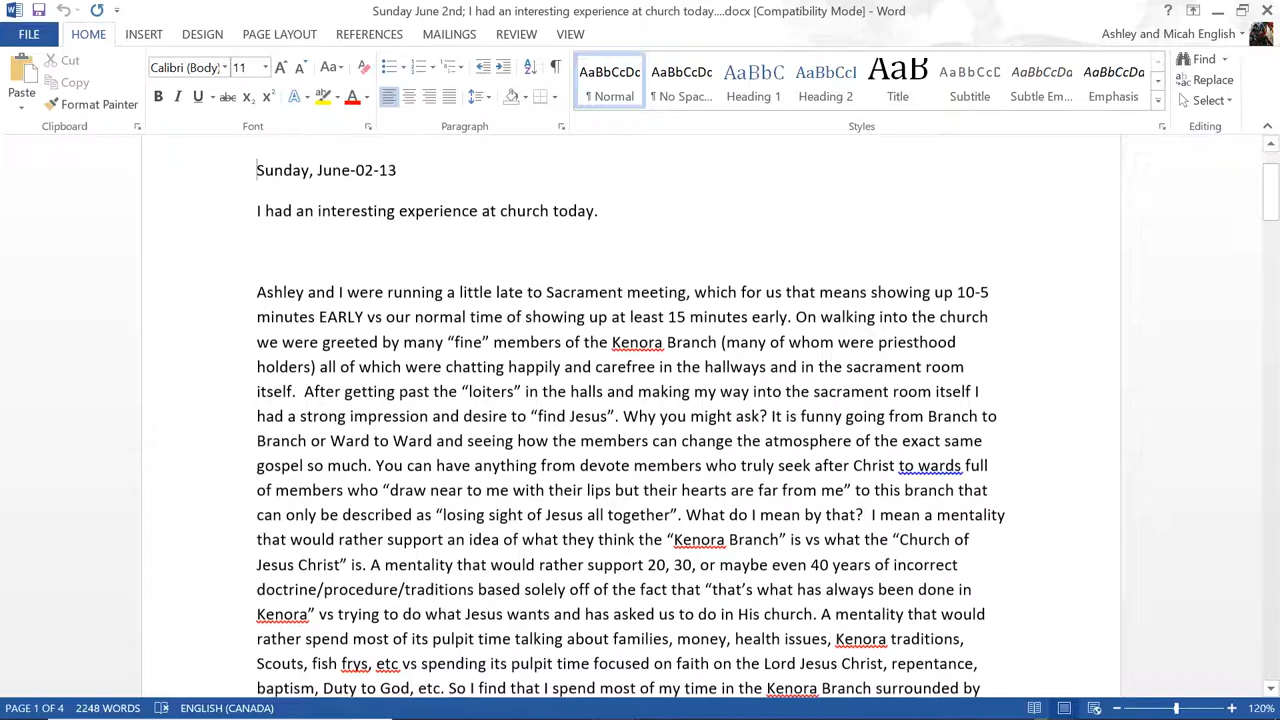 Sunday June 2nd; I had an interesting experience at church today....docx [Compatibility Mode] - Word
FILE HOME INSERT DESIGN PAGE LAYOUT REFERENCES MAILINGS REVIEW VIEW Ashley and Micah English
Paste Cut Copy Format Painter
Calibri (Body) 11
AaBbCcDc AaBbCcDc AaBbC AaBbCcI AaB AaBbCcD AaBbCcDc AaBbCcDc
¶ Normal ¶ No Spac... Heading 1 Heading 2 Title Subtitle Subtle Em... Emphasis
Find Replace Select
Clipboard Font Paragraph Styles Editing
Sunday, June-02-13
I had an interesting experience at church today.
Ashley and I were running a little late to Sacrament meeting, which for us that means showing up 10-5
minutes EARLY vs our normal time of showing up at least 15 minutes early. On walking into the church
we were greeted by many “fine” members of the Kenora Branch (many of whom were priesthood
holders) all of which were chatting happily and carefree in the hallways and in the sacrament room
itself.  After getting past the “loiters” in the halls and making my way into the sacrament room itself I
had a strong impression and desire to “find Jesus”. Why you might ask? It is funny going from Branch to
Branch or Ward to Ward and seeing how the members can change the atmosphere of the exact same
gospel so much. You can have anything from devote members who truly seek after Christ to wards full
of members who “draw near to me with their lips but their hearts are far from me” to this branch that
can only be described as “losing sight of Jesus all together”. What do I mean by that?  I mean a mentality
that would rather support an idea of what they think the “Kenora Branch” is vs what the “Church of
Jesus Christ” is. A mentality that would rather support 20, 30, or maybe even 40 years of incorrect
doctrine/procedure/traditions based solely off of the fact that “that’s what has always been done in
Kenora” vs trying to do what Jesus wants and has asked us to do in His church. A mentality that would
rather spend most of its pulpit time talking about families, money, health issues, Kenora traditions,
Scouts, fish frys, etc vs spending its pulpit time focused on faith on the Lord Jesus Christ, repentance,
baptism, Duty to God, etc. So I find that I spend most of my time in the Kenora Branch surrounded by
PAGE 1 OF 4 2248 WORDS ENGLISH (CANADA) 120%